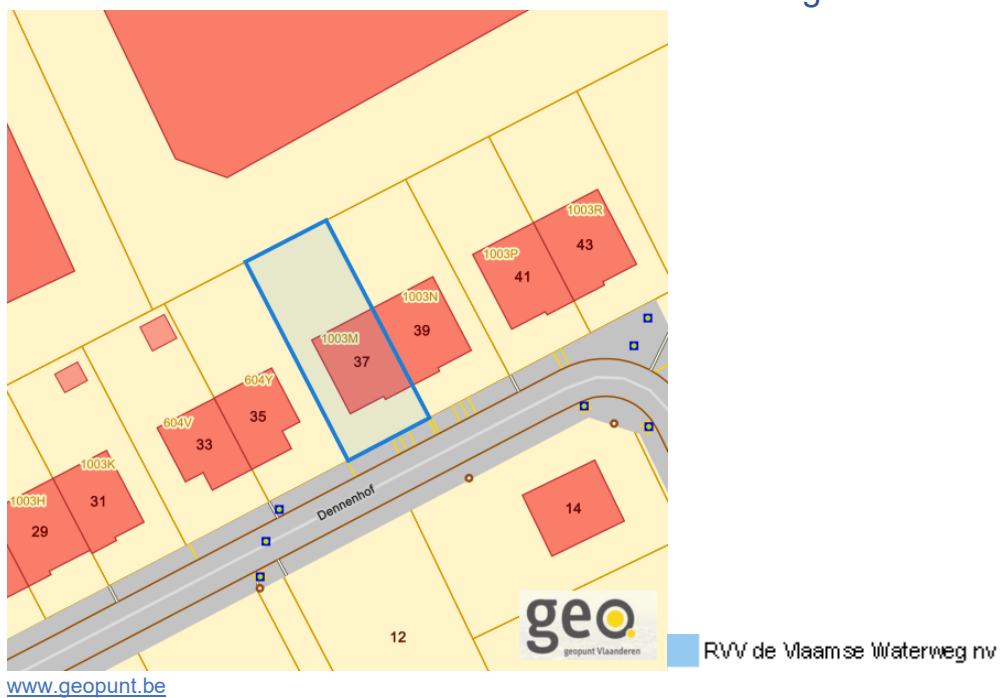 1003R
43
1003P
41
1003N
39
1003M
37
604Y
35
604V
33
1003K
31
1003H
29
Dennenhof
14
12
geo.
geopunt Vlaanderen
RVV de Vlaamse Waterweg nv
www.geopunt.be